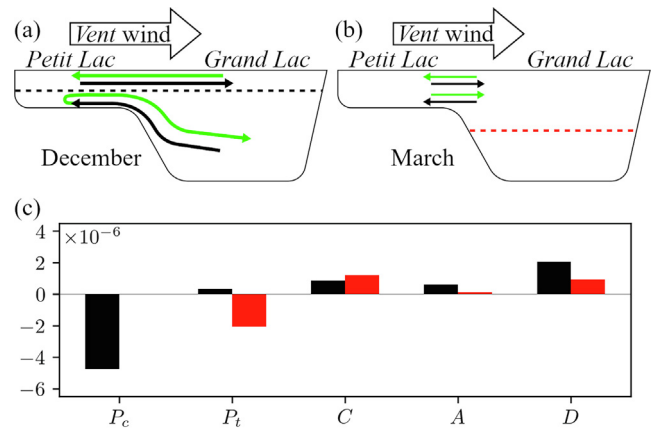 (a) Vent wind (b) Vent wind
Petit Lac Grand Lac Petit Lac Grand Lac
December March
(c)
×10⁻⁶
4
2
0
−2
−4
−6
P_c P_t C A D